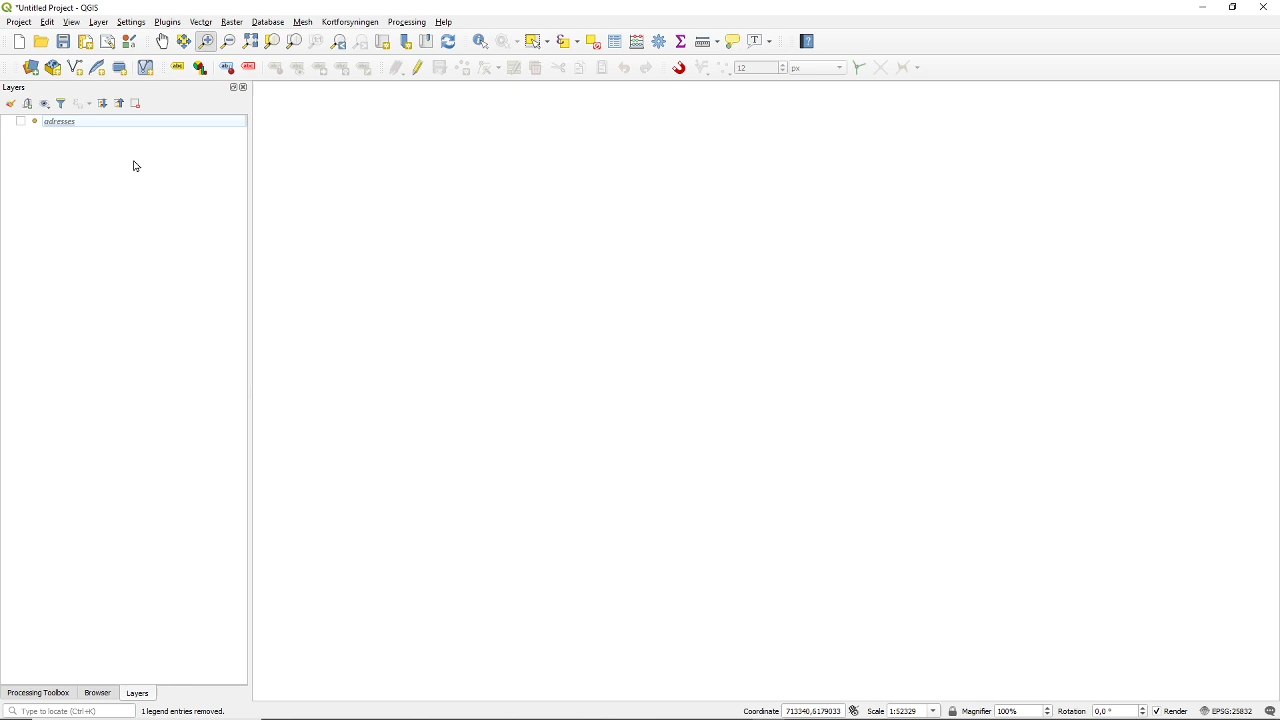 *Untitled Project - QGIS
Project Edit View Layer Settings Plugins Vector Raster Database Mesh Kortforsyningen Processing Help
12 px
Layers
adresses
Processing Toolbox Browser Layers
Type to locate (Ctrl+K) 1 legend entries removed. Coordinate 713340,6179033 Scale 1:52329 Magnifier 100% Rotation 0,0 ° Render EPSG:25832